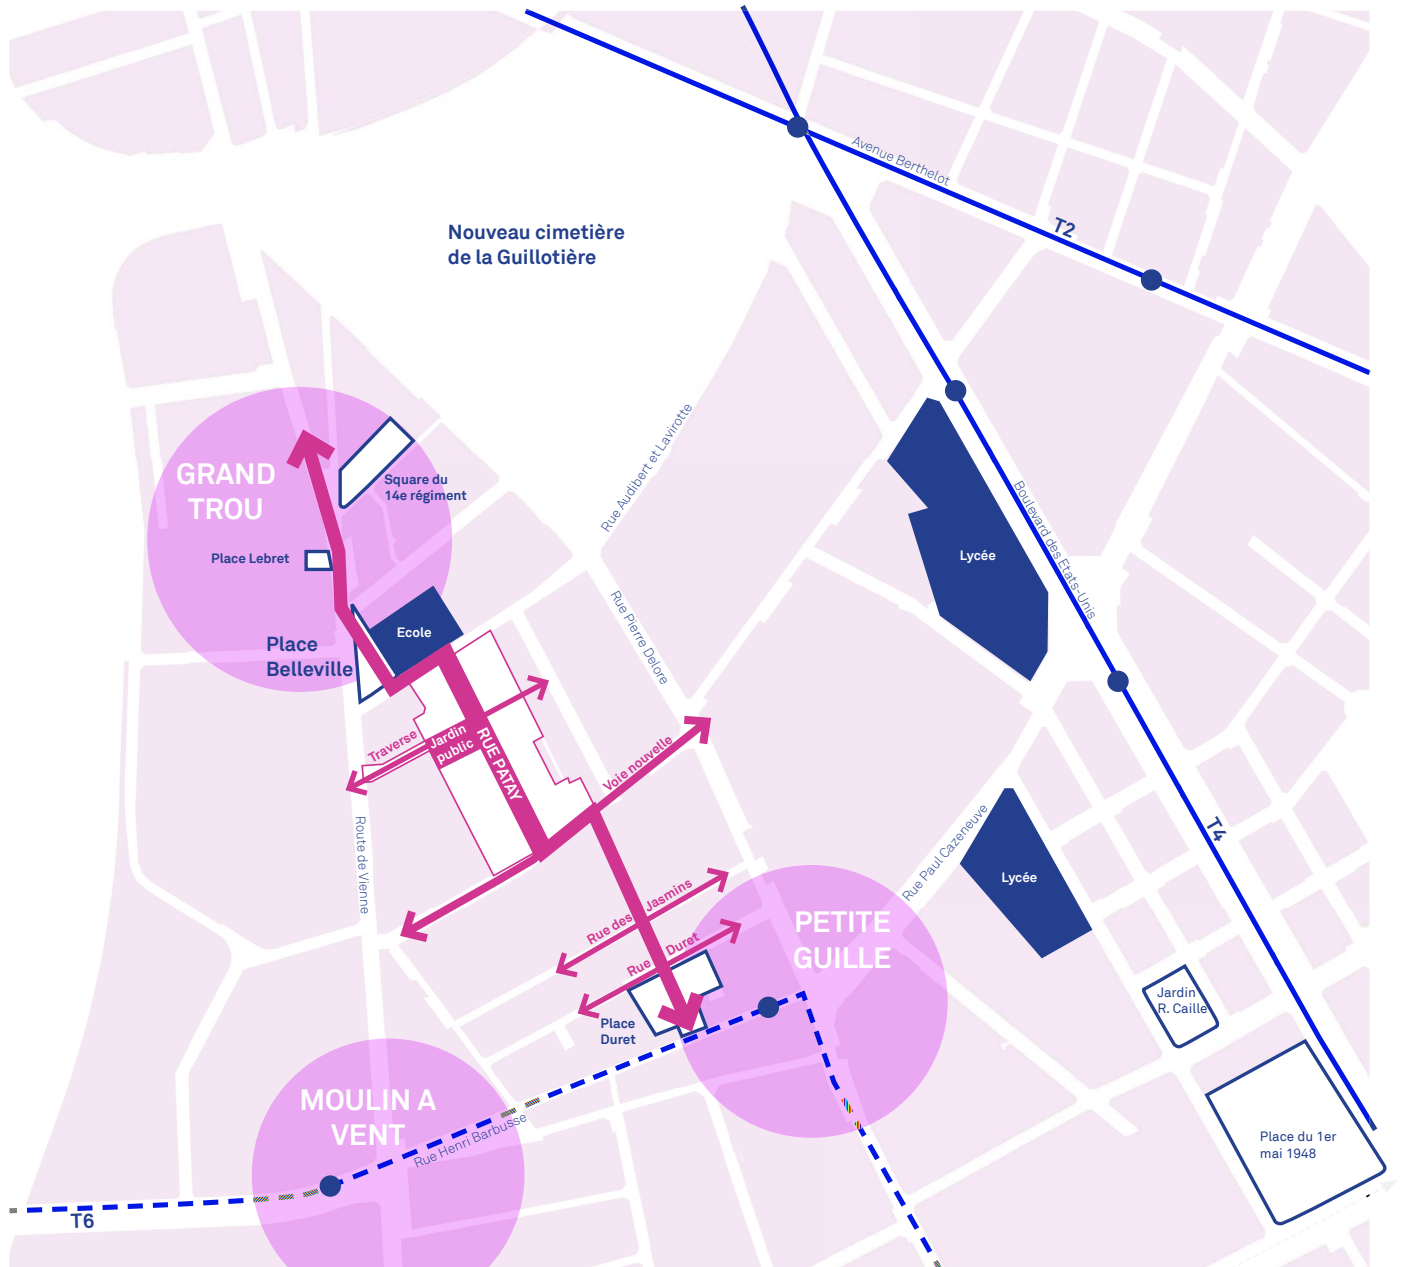 Avenue Berthelot
T2
Nouveau cimetière
de la Guillotière
Rue Audibert et Lavirotte
GRAND
TROU
Square du
14e régiment
Place Lebret
Boulevard des Etats-Unis
Lycée
Rue Pierre Delore
Ecole
Place
Belleville
Traverse
Jardin
public
RUE PATAY
Voie nouvelle
Route de Vienne
Rue Paul Cazeneuve
T4
Lycée
Rue des Jasmins
PETITE
GUILLE
Rue Duret
Place
Duret
Jardin
R. Caille
MOULIN A
VENT
Rue Henri Barbusse
Place du 1er
mai 1948
T6